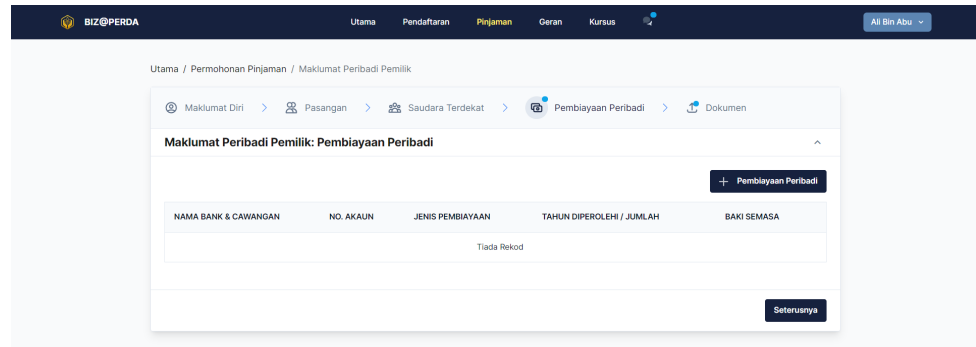 BIZ@PERDA Utama Pendaftaran Pinjaman Geran Kursus Ali Bin Abu
Utama / Permohonan Pinjaman / Maklumat Peribadi Pemilik
Maklumat Diri > Pasangan > Saudara Terdekat > Pembiayaan Peribadi > Dokumen
Maklumat Peribadi Pemilik: Pembiayaan Peribadi
+ Pembiayaan Peribadi
NAMA BANK & CAWANGAN NO. AKAUN JENIS PEMBIAYAAN TAHUN DIPEROLEHI / JUMLAH BAKI SEMASA
Tiada Rekod
Seterusnya